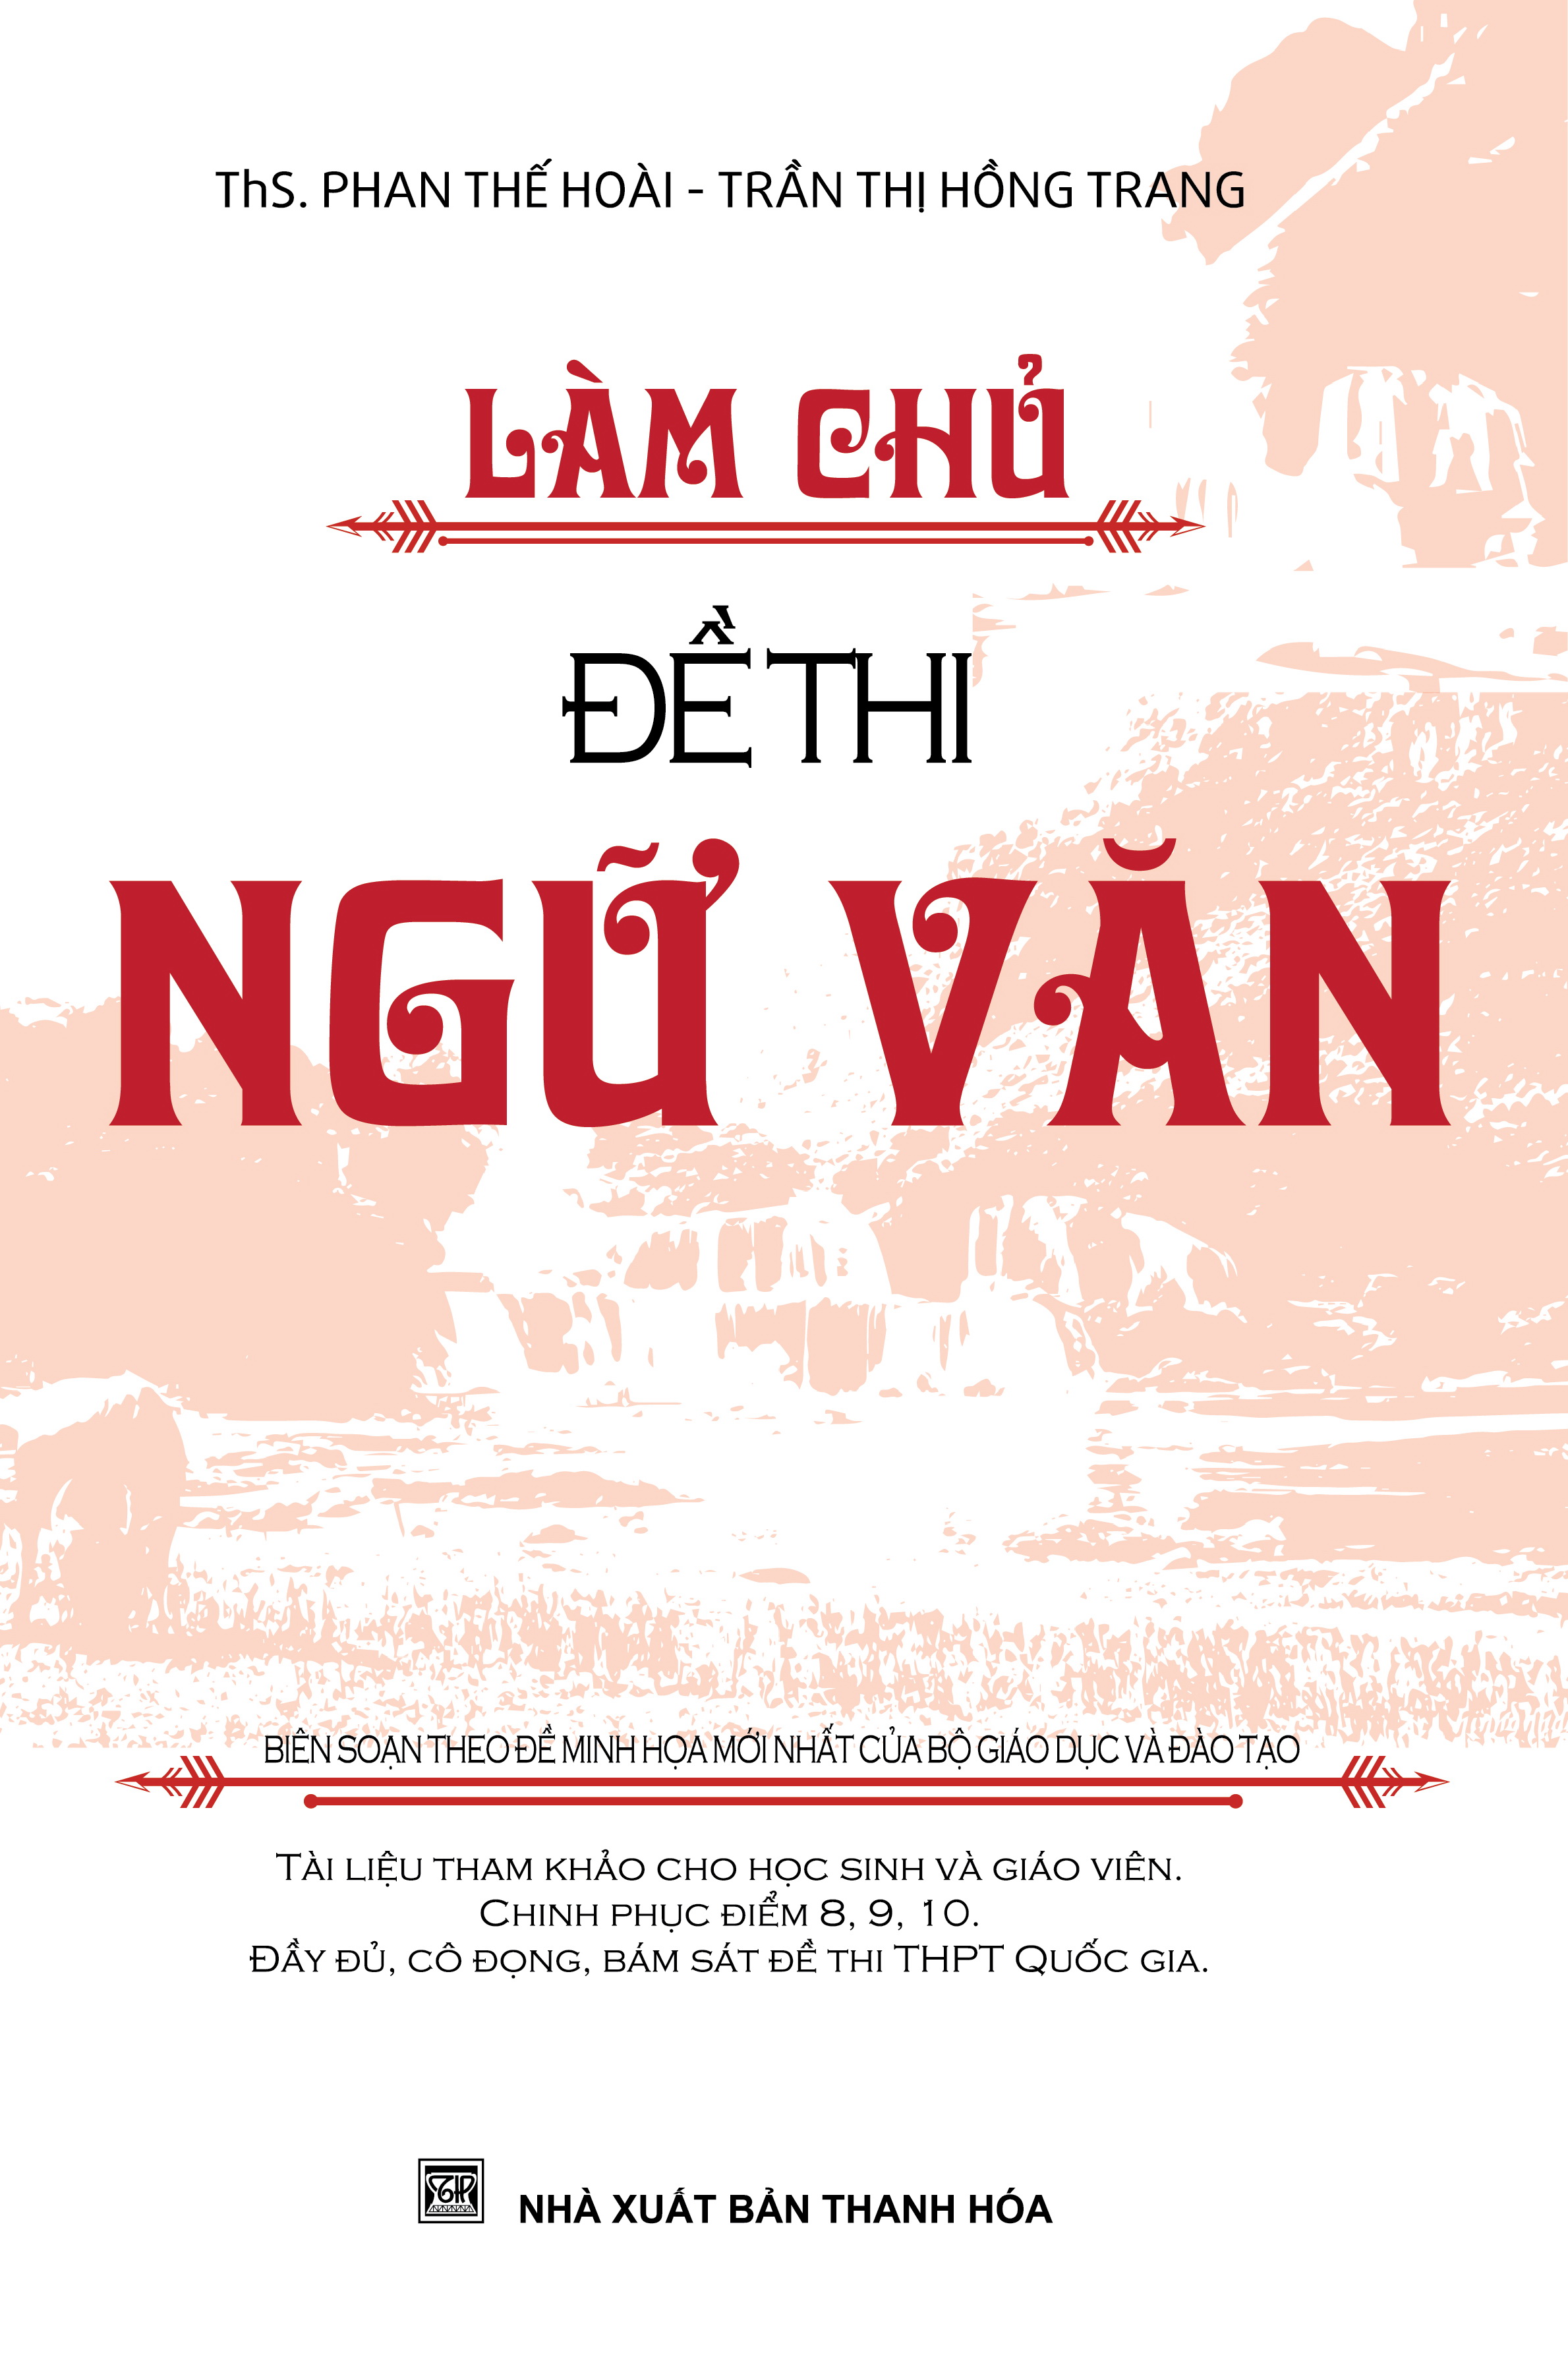 ThS. PHAN THẾ HOÀI - TRẦN THỊ HỒNG TRANG
LÀM CHỦ
ĐỀ THI
NGỮ VĂN
BIÊN SOẠN THEO ĐỀ MINH HỌA MỚI NHẤT CỦA BỘ GIÁO DỤC VÀ ĐÀO TẠO
TÀI LIỆU THAM KHẢO CHO HỌC SINH VÀ GIÁO VIÊN.
CHINH PHỤC ĐIỂM 8, 9, 10.
ĐẦY ĐỦ, CÔ ĐỌNG, BÁM SÁT ĐỀ THI THPT QUỐC GIA.
NHÀ XUẤT BẢN THANH HÓA